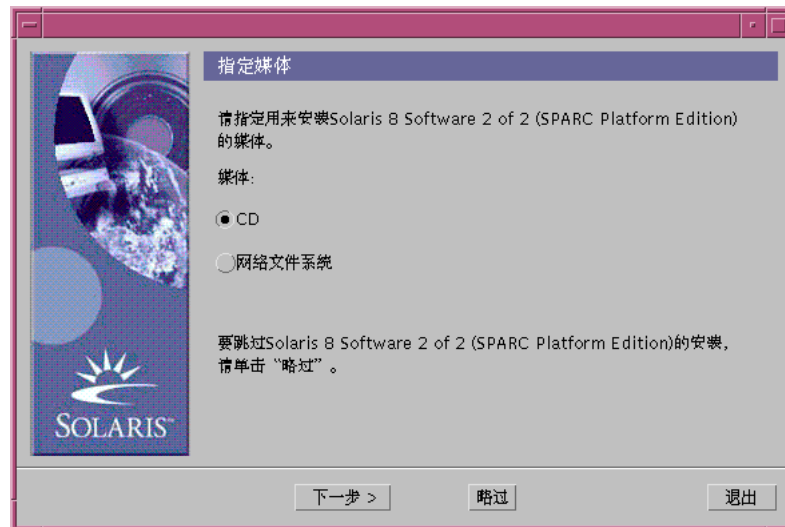 指定媒体
请指定用来安装Solaris 8 Software 2 of 2 (SPARC Platform Edition)
的媒体。
媒体:
CD
网络文件系统
要跳过Solaris 8 Software 2 of 2 (SPARC Platform Edition)的安装,
请单击“略过”。
SOLARIS™
下一步 >
略过
退出